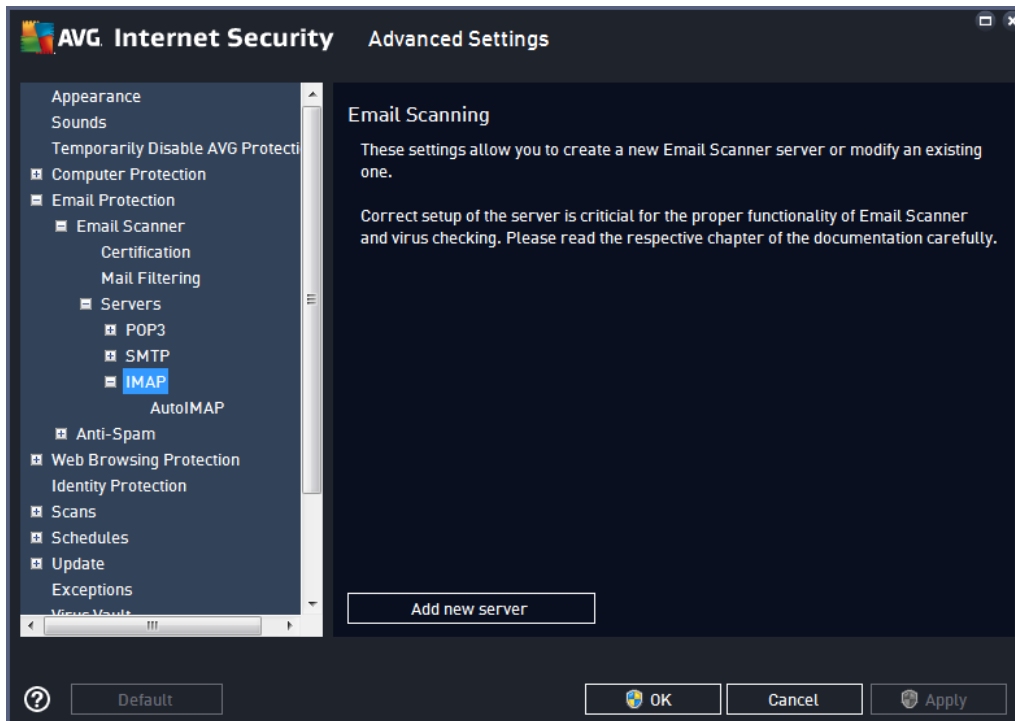 AVG Internet Security Advanced Settings
Appearance
Sounds
Temporarily Disable AVG Protecti
Computer Protection
Email Protection
Email Scanner
Certification
Mail Filtering
Servers
POP3
SMTP
IMAP
AutoIMAP
Anti-Spam
Web Browsing Protection
Identity Protection
Scans
Schedules
Update
Exceptions
Virus Vault
Email Scanning
These settings allow you to create a new Email Scanner server or modify an existing
one.
Correct setup of the server is criticial for the proper functionality of Email Scanner
and virus checking. Please read the respective chapter of the documentation carefully.
Add new server
?
Default
OK
Cancel
Apply